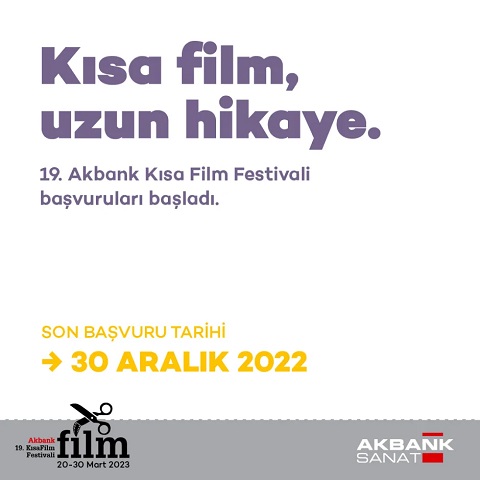 Kısa film,
uzun hikaye.
19. Akbank Kısa Film Festivali
başvuruları başladı.
SON BAŞVURU TARİHİ
→ 30 ARALIK 2022
Akbank
19. KısaFilm
Festivali
film
20-30 Mart 2023
AKBANK
SANAT